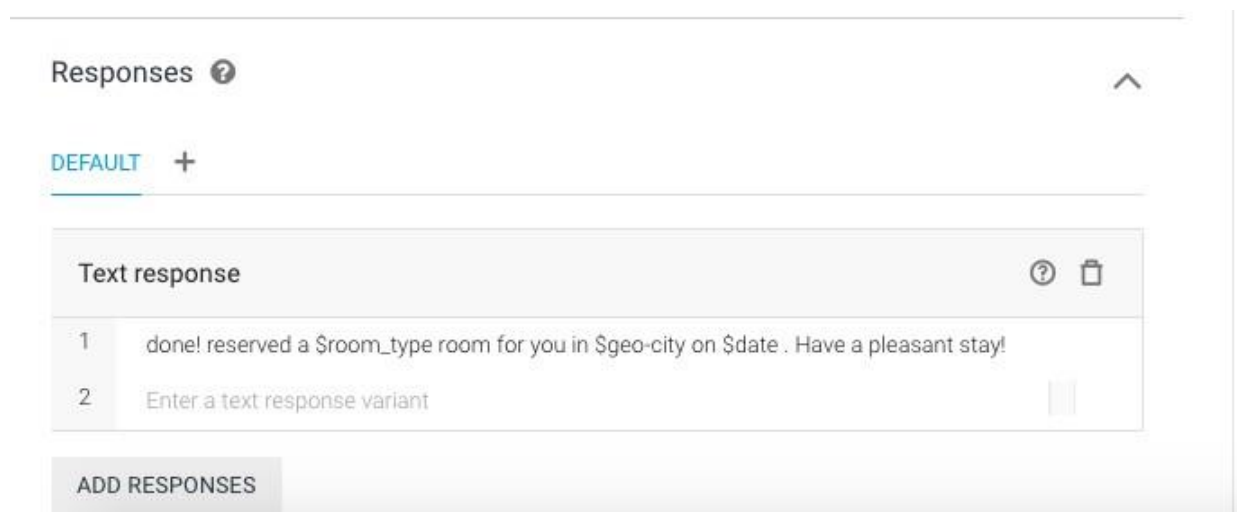 Responses
DEFAULT +
Text response
1 done! reserved a $room_type room for you in $geo-city on $date . Have a pleasant stay!
2 Enter a text response variant
ADD RESPONSES